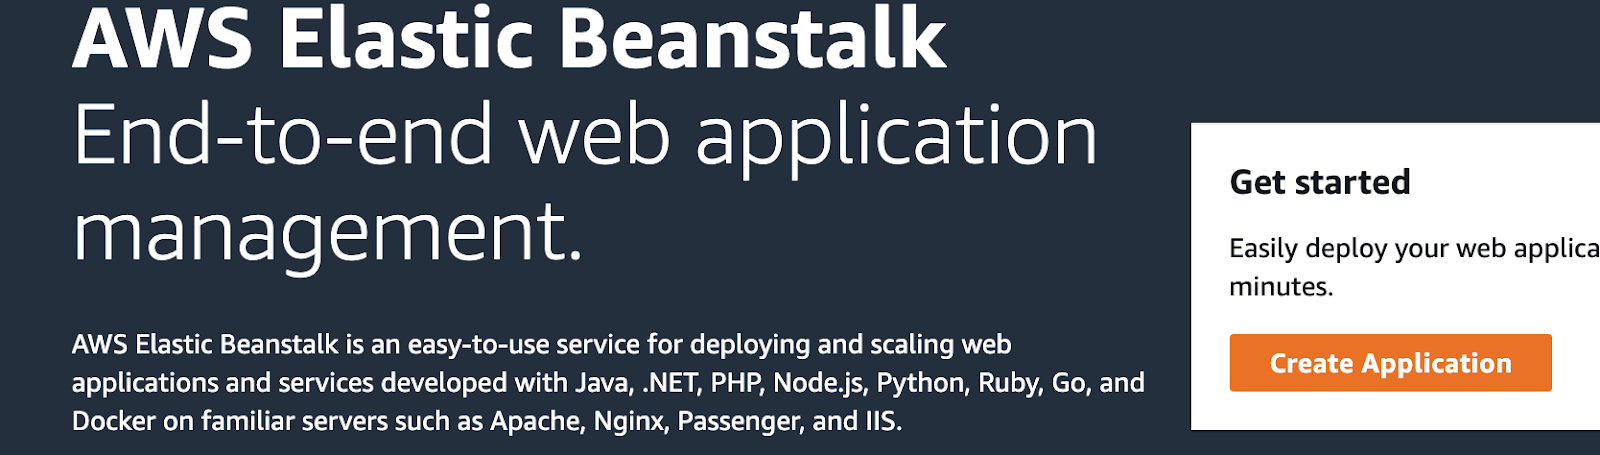 AWS Elastic Beanstalk
End-to-end web application
management.
AWS Elastic Beanstalk is an easy-to-use service for deploying and scaling web
applications and services developed with Java, .NET, PHP, Node.js, Python, Ruby, Go, and
Docker on familiar servers such as Apache, Nginx, Passenger, and IIS.
Get started
Easily deploy your web applica
minutes.
Create Application